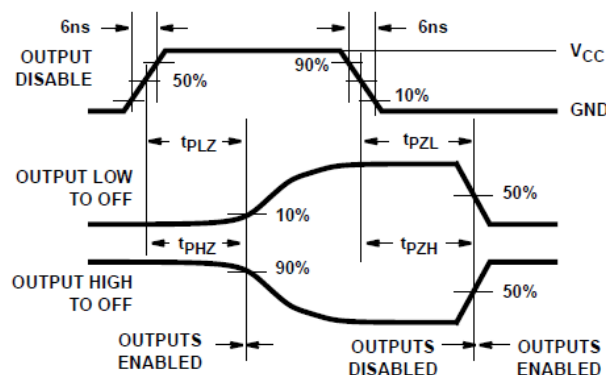 6ns
6ns
OUTPUT
DISABLE
50%
90%
10%
VCC
GND
tPLZ
tPZL
OUTPUT LOW
TO OFF
10%
50%
tPHZ
tPZH
OUTPUT HIGH
TO OFF
90%
50%
OUTPUTS
ENABLED
OUTPUTS
DISABLED
OUTPUTS
ENABLED